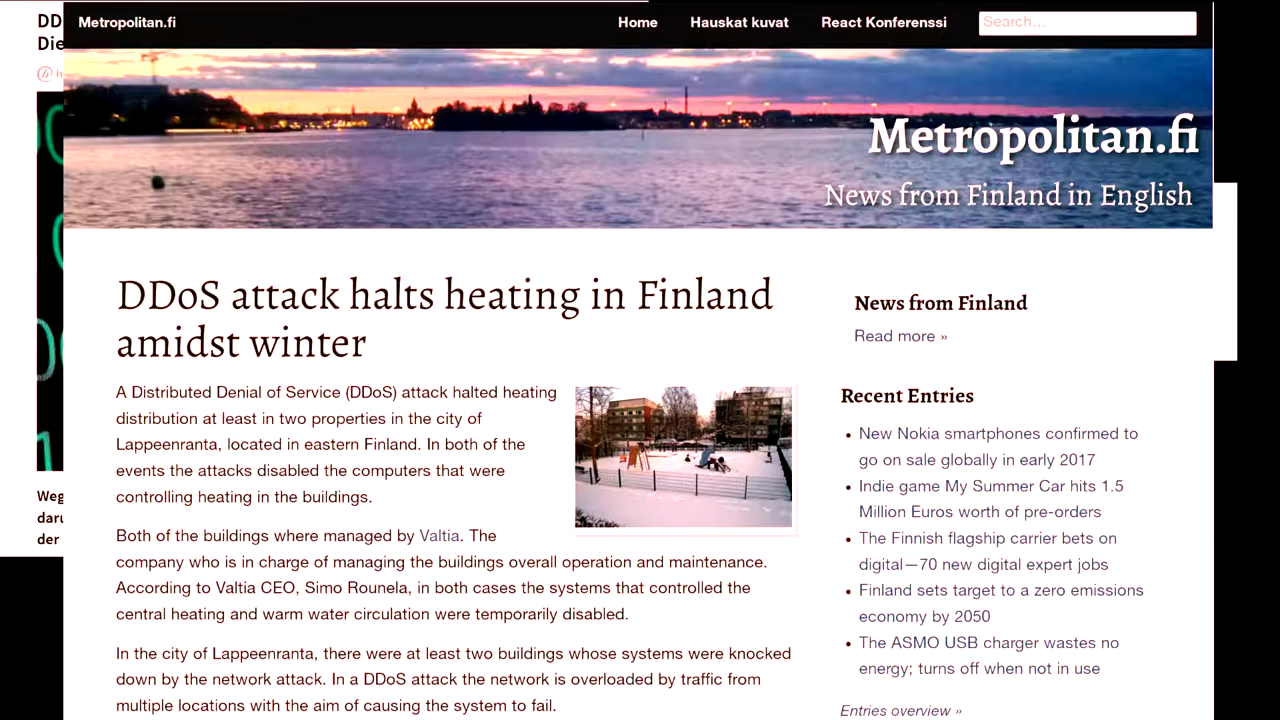 Metropolitan.fi Home Hauskat kuvat React Konferenssi Search...
Metropolitan.fi
News from Finland in English
DDoS attack halts heating in Finland
amidst winter
A Distributed Denial of Service (DDoS) attack halted heating
distribution at least in two properties in the city of
Lappeenranta, located in eastern Finland. In both of the
events the attacks disabled the computers that were
controlling heating in the buildings.
Both of the buildings where managed by Valtia. The
company who is in charge of managing the buildings overall operation and maintenance.
According to Valtia CEO, Simo Rounela, in both cases the systems that controlled the
central heating and warm water circulation were temporarily disabled.
In the city of Lappeenranta, there were at least two buildings whose systems were knocked
down by the network attack. In a DDoS attack the network is overloaded by traffic from
multiple locations with the aim of causing the system to fail.
News from Finland
Read more »
Recent Entries
• New Nokia smartphones confirmed to
go on sale globally in early 2017
• Indie game My Summer Car hits 1.5
Million Euros worth of pre-orders
• The Finnish flagship carrier bets on
digital—70 new digital expert jobs
• Finland sets target to a zero emissions
economy by 2050
• The ASMO USB charger wastes no
energy; turns off when not in use
Entries overview »
DD
Die
Weg
der